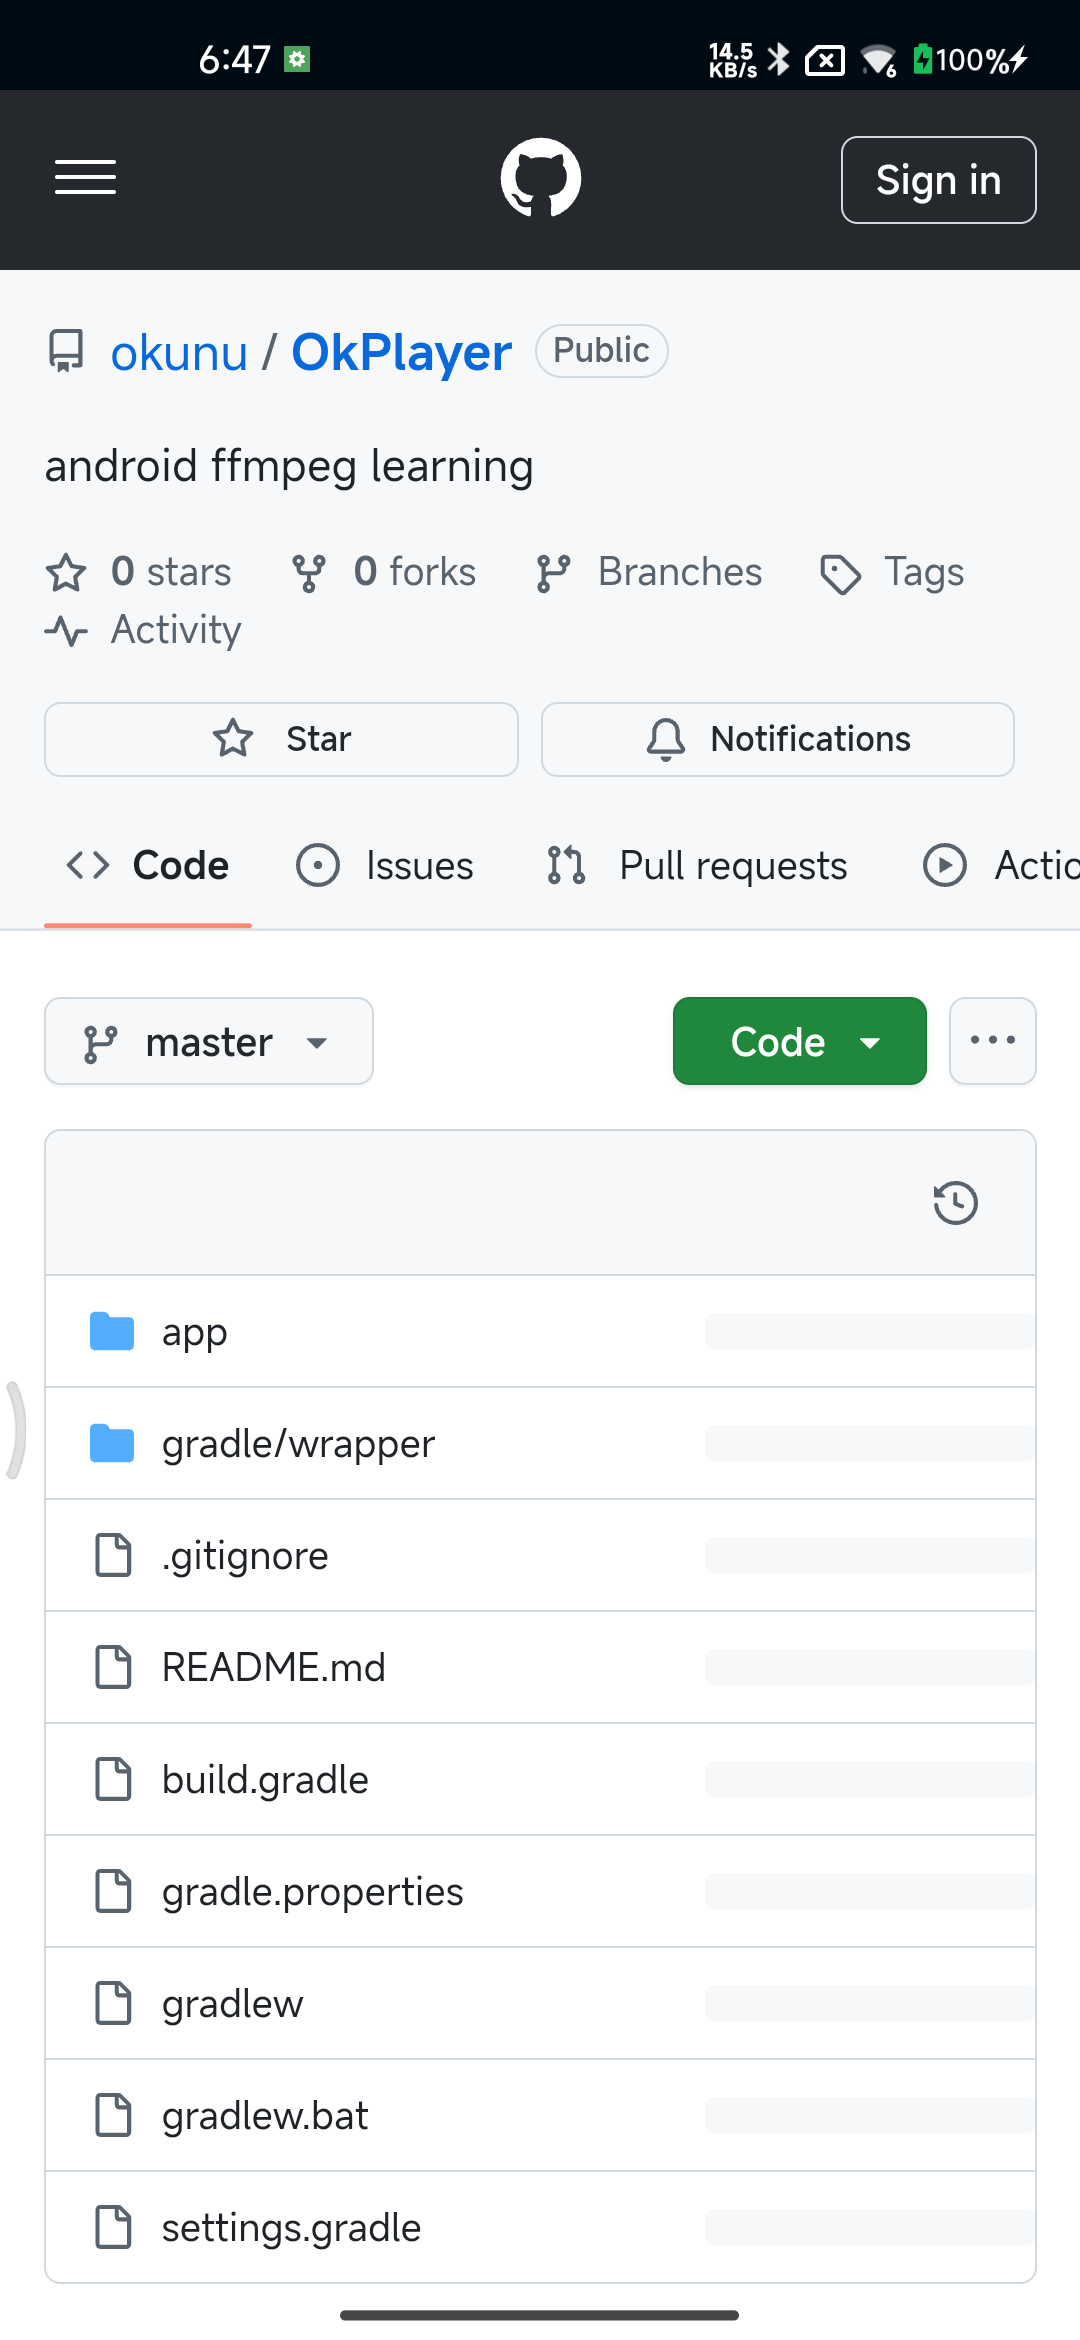 6:47 14.5 KB/s 6 100%
Sign in
okunu / OkPlayer Public
android ffmpeg learning
0 stars 0 forks Branches Tags
Activity
Star Notifications
Code Issues Pull requests Actio
master Code
app
gradle/wrapper
.gitignore
README.md
build.gradle
gradle.properties
gradlew
gradlew.bat
settings.gradle